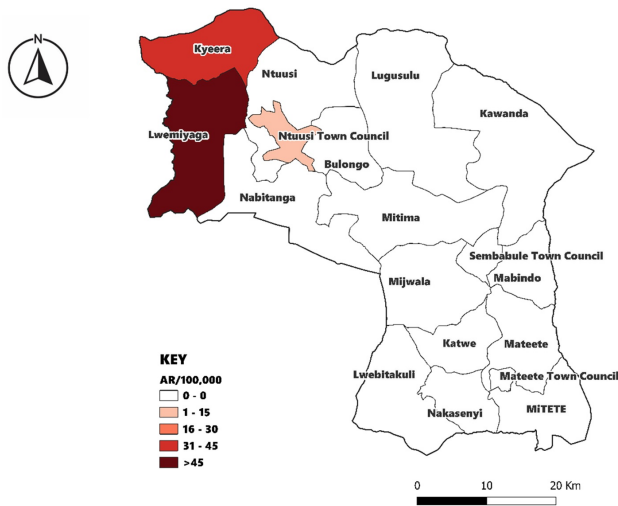 N
Kyeera
Ntuusi
Lugusulu
Kawanda
Lwemiyaga
Ntuusi Town Council
Bulongo
Nabitanga
Mitima
Sembabule Town Council
Mabindo
Mijwala
Katwe
Mateete
Lwebitakuli
Mateete Town Council
Nakasenyi
MiTETE
KEY
AR/100,000
0 - 0
1 - 15
16 - 30
31 - 45
>45
0 10 20 Km